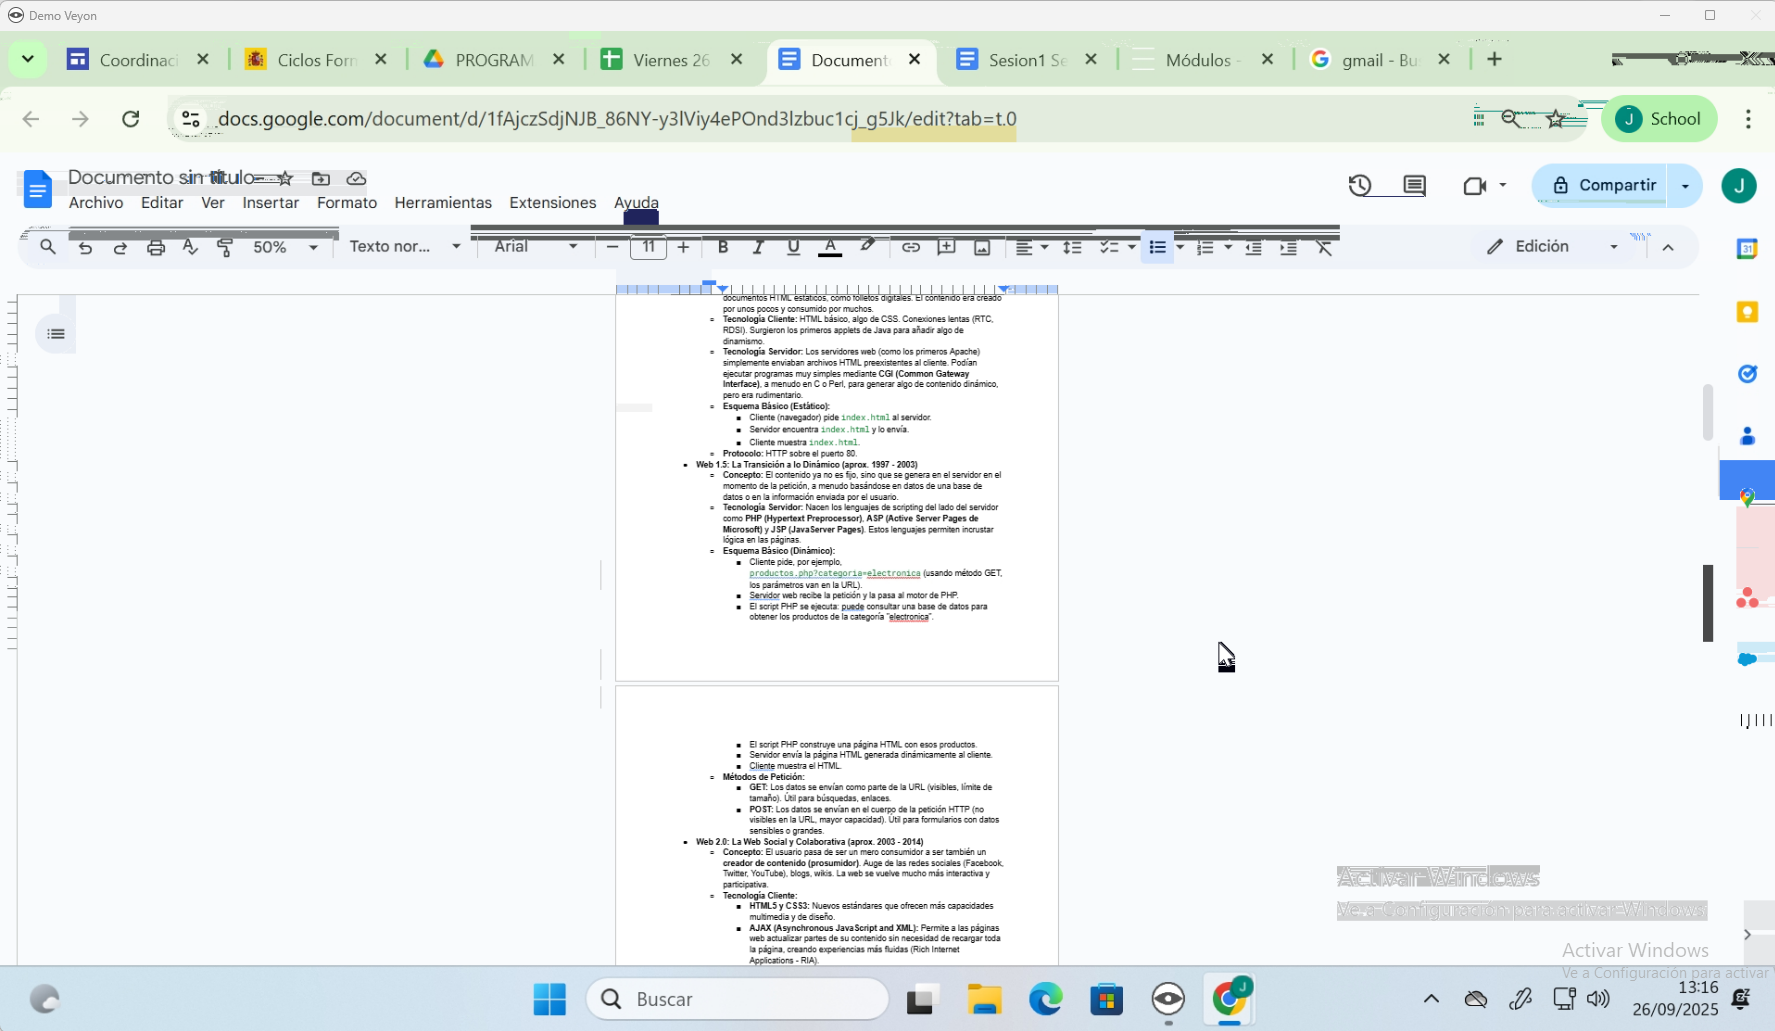 Demo Veyon
Coordinaci
Ciclos Form
PROGRAM
Viernes 26
Document
Sesion1 Se
Módulos -
gmail - Bu
docs.google.com/document/d/1fAjczSdjNJB_86NY-y3lViy4ePOnd3Izbuc1cj_g5Jk/edit?tab=t.0
J School
Documento sin título
Archivo Editar Ver Insertar Formato Herramientas Extensiones Ayuda
Compartir
J
50% Texto nor... Arial 11 Edición
documentos HTML estáticos, como folletos digitales. El contenido era creado
por unos pocos y consumido por muchos.
Tecnología Cliente: HTML básico, algo de CSS. Conexiones lentas (RTC,
RDSI). Surgieron los primeros applets de Java para añadir algo de
dinamismo.
Tecnología Servidor: Los servidores web (como los primeros Apache)
simplemente enviaban archivos HTML preexistentes al cliente. Podían
ejecutar programas muy simples mediante CGI (Common Gateway
Interface), a menudo en C o Perl, para generar algo de contenido dinámico,
pero era rudimentario.
Esquema Básico (Estático):
Cliente (navegador) pide index.html al servidor.
Servidor encuentra index.html y lo envía.
Cliente muestra index.html.
Protocolo: HTTP sobre el puerto 80.
Web 1.5: La Transición a lo Dinámico (aprox. 1997 - 2003)
Concepto: El contenido ya no es fijo, sino que se genera en el servidor en el
momento de la petición, a menudo basándose en datos de una base de
datos o en la información enviada por el usuario.
Tecnología Servidor: Nacen los lenguajes de scripting del lado del servidor
como PHP (Hypertext Preprocessor), ASP (Active Server Pages de
Microsoft) y JSP (JavaServer Pages). Estos lenguajes permiten incrustar
lógica en las páginas.
Esquema Básico (Dinámico):
Cliente pide, por ejemplo,
productos.php?categoria=electronica (usando método GET,
los parámetros van en la URL).
Servidor web recibe la petición y la pasa al motor de PHP.
El script PHP se ejecuta: puede consultar una base de datos para
obtener los productos de la categoría "electronica".
El script PHP construye una página HTML con esos productos.
Servidor envía la página HTML generada dinámicamente al cliente.
Cliente muestra el HTML.
Métodos de Petición:
GET: Los datos se envían como parte de la URL (visibles, límite de
tamaño). Útil para búsquedas, enlaces.
POST: Los datos se envían en el cuerpo de la petición HTTP (no
visibles en la URL, mayor capacidad). Útil para formularios con datos
sensibles o grandes.
Web 2.0: La Web Social y Colaborativa (aprox. 2003 - 2014)
Concepto: El usuario pasa de ser un mero consumidor a ser también un
creador de contenido (prosumidor). Auge de las redes sociales (Facebook,
Twitter, YouTube), blogs, wikis. La web se vuelve mucho más interactiva y
participativa.
Tecnología Cliente:
HTML5 y CSS3: Nuevos estándares que ofrecen más capacidades
multimedia y de diseño.
AJAX (Asynchronous JavaScript and XML): Permite a las páginas
web actualizar partes de su contenido sin necesidad de recargar toda
la página, creando experiencias más fluidas (Rich Internet
Applications - RIA).
Activar Windows
Ve a Configuración para activar Windows
Activar Windows
Ve a Configuración para activar
Buscar
J
13:16
26/09/2025